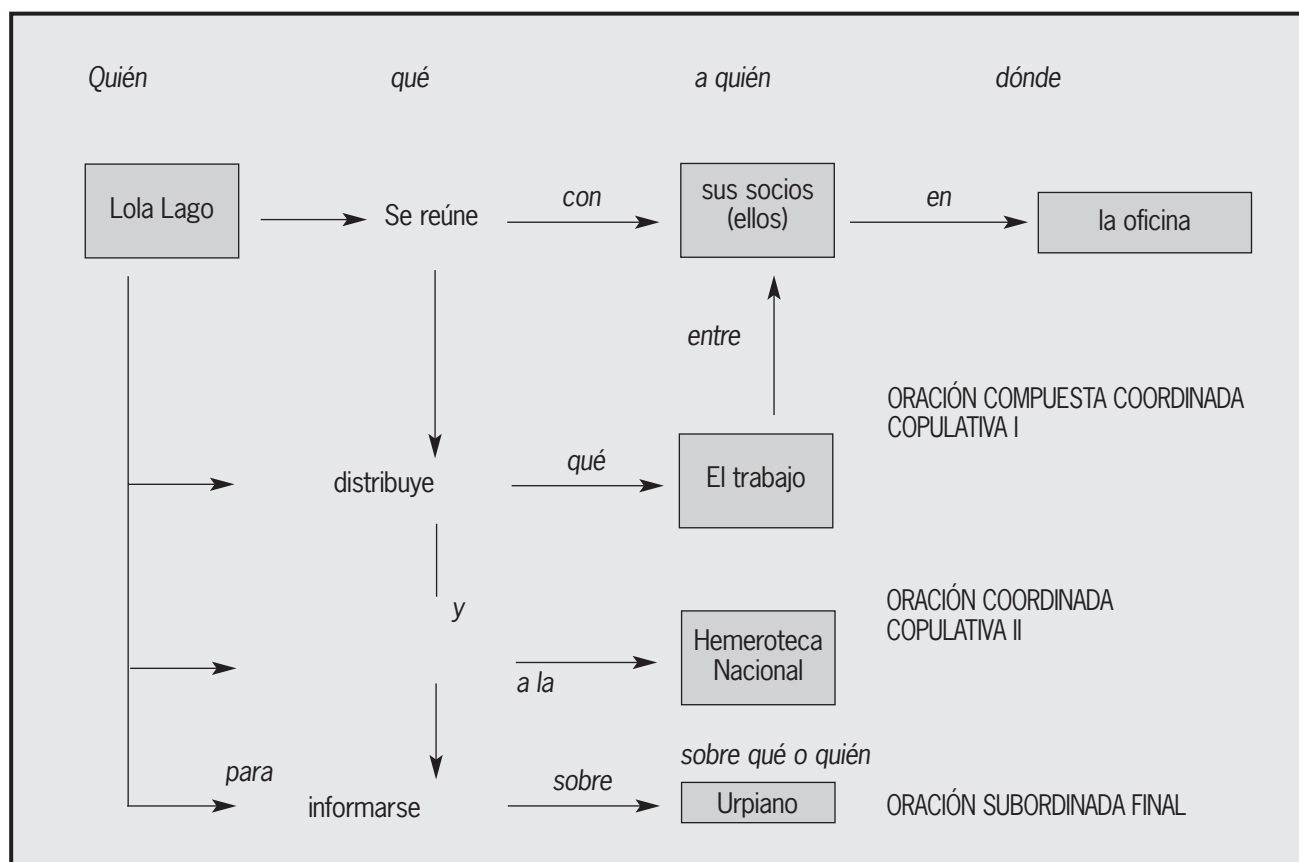 Quién qué a quién dónde
Lola Lago Se reúne con sus socios
(ellos) en la oficina
entre
ORACIÓN COMPUESTA COORDINADA
COPULATIVA I
distribuye qué El trabajo
y
ORACIÓN COORDINADA
COPULATIVA II
a la Hemeroteca
Nacional
sobre qué o quién
para informarse sobre Urpiano ORACIÓN SUBORDINADA FINAL